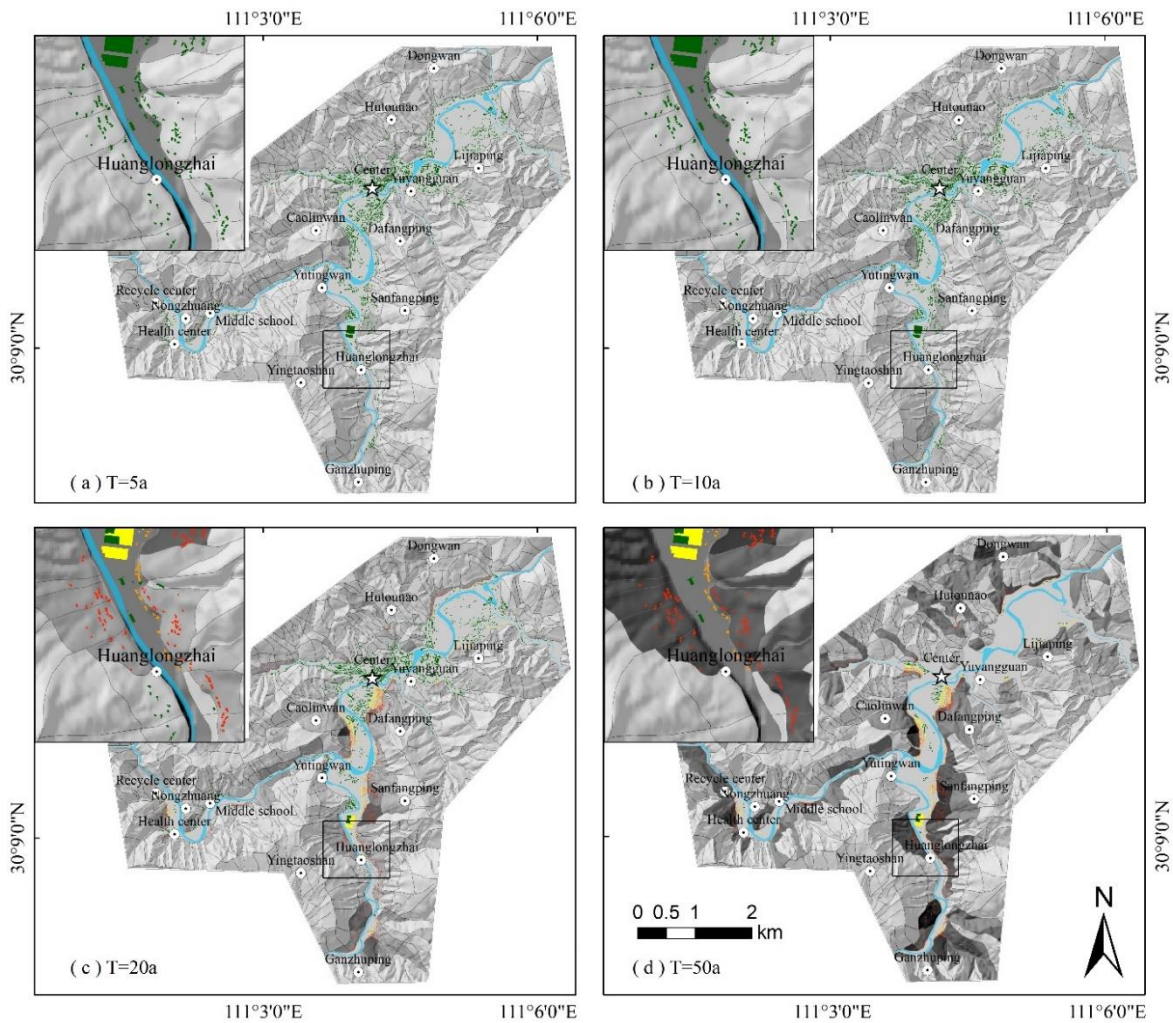 111°3'0"E
111°6'0"E
111°3'0"E
111°6'0"E
Huanglongzhai
Dongwan
Hutounao
Lijiaping
Center
Yuyangguan
Caolinwan
Dafangping
Yutingwan
Recycle center
Nongzhuang
Sanfangping
Middle school
Health center
Huanglongzhai
Yingtaoshan
Ganzhuping
30°9'0"N
( a ) T=5a
Huanglongzhai
Dongwan
Hutounao
Lijiaping
Center
Yuyangguan
Caolinwan
Dafangping
Yutingwan
Recycle center
Nongzhuang
Sanfangping
Middle school
Health center
Huanglongzhai
Yingtaoshan
Ganzhuping
30°9'0"N
( b ) T=10a
Huanglongzhai
Dongwan
Hutounao
Lijiaping
Center
Yuyangguan
Caolinwan
Dafangping
Yutingwan
Recycle center
Nongzhuang
Sanfangping
Middle school
Health center
Huanglongzhai
Yingtaoshan
Ganzhuping
30°9'0"N
( c ) T=20a
Huanglongzhai
Dongwan
Hutounao
Lijiaping
Center
Yuyangguan
Caolinwan
Dafangping
Yutingwan
Recycle center
Nongzhuang
Sanfangping
Middle school
Health center
Huanglongzhai
Yingtaoshan
Ganzhuping
30°9'0"N
0 0.5 1 2
km
N
( d ) T=50a
111°3'0"E
111°6'0"E
111°3'0"E
111°6'0"E